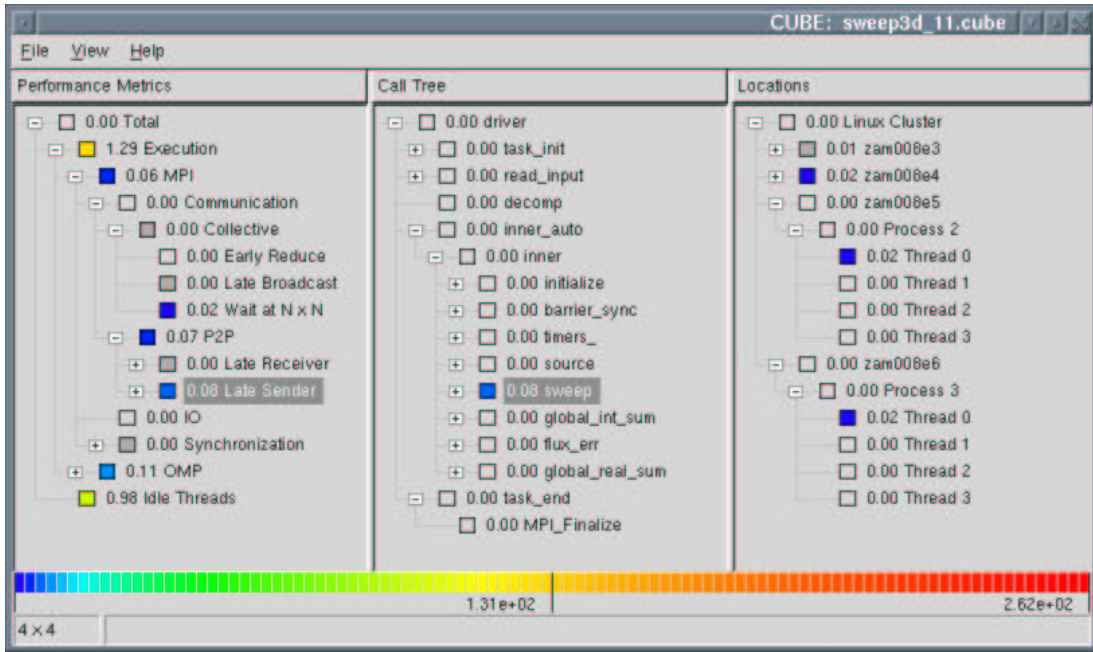 CUBE: sweep3d_11.cube
File View Help
Performance Metrics
0.00 Total
1.29 Execution
0.06 MPI
0.00 Communication
0.00 Collective
0.00 Early Reduce
0.00 Late Broadcast
0.02 Wait at N x N
0.07 P2P
0.00 Late Receiver
0.08 Late Sender
0.00 IO
0.00 Synchronization
0.11 OMP
0.98 Idle Threads
Call Tree
0.00 driver
0.00 task_init
0.00 read_input
0.00 decomp
0.00 inner_auto
0.00 inner
0.00 initialize
0.00 barrier_sync
0.00 timers_
0.00 source
0.08 sweep
0.00 global_int_sum
0.00 flux_err
0.00 global_real_sum
0.00 task_end
0.00 MPI_Finalize
Locations
0.00 Linux Cluster
0.01 zam008e3
0.02 zam008e4
0.00 zam008e5
0.00 Process 2
0.02 Thread 0
0.00 Thread 1
0.00 Thread 2
0.00 Thread 3
0.00 zam008e6
0.00 Process 3
0.02 Thread 0
0.00 Thread 1
0.00 Thread 2
0.00 Thread 3
1.31e+02
2.62e+02
4 x 4